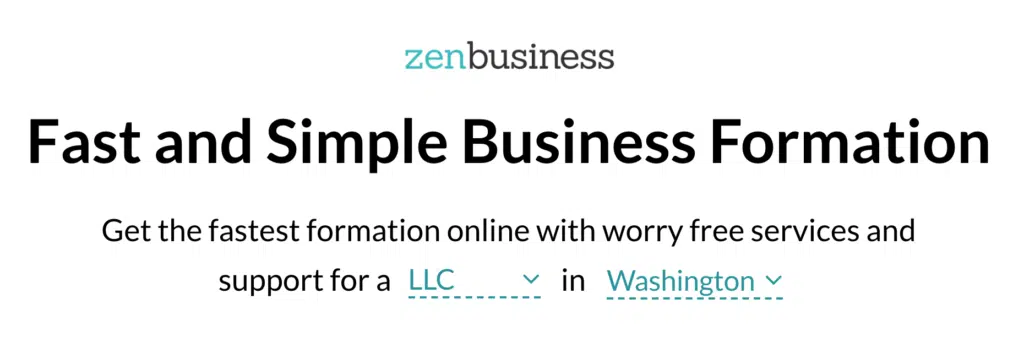 zenbusiness
Fast and Simple Business Formation
Get the fastest formation online with worry free services and
support for a LLC in Washington